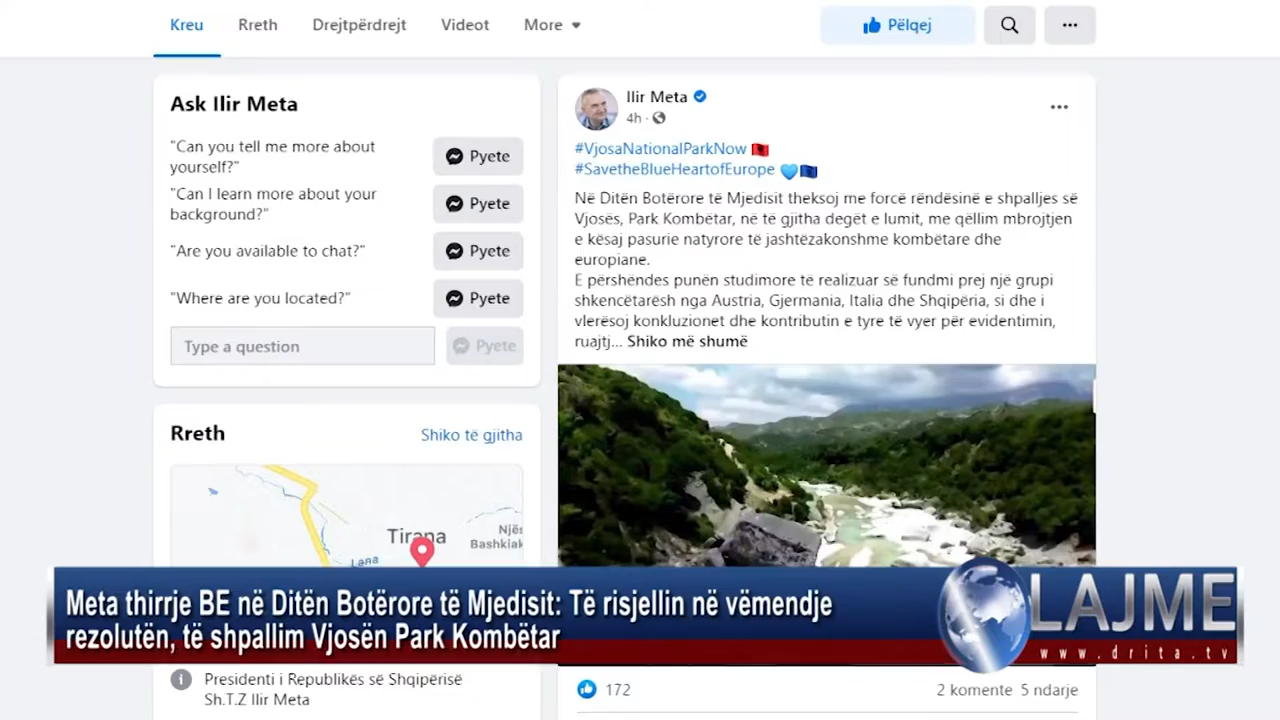 Kreu Rreth Drejtpërdrejt Videot More Pëlqej
Ask Ilir Meta
"Can you tell me more about
yourself?"
Pyete
"Can I learn more about your
background?"
Pyete
"Are you available to chat?"
Pyete
"Where are you located?"
Pyete
Type a question
Pyete
Rreth
Shiko të gjitha
Tirana
Njës
Bashkiak
Lana
Presidenti i Republikës së Shqipërisë
Sh.T.Z Ilir Meta
Ilir Meta
4h ·
#VjosaNationalParkNow 🇦🇱
#SavetheBlueHeartofEurope 🩵🇪🇺
Në Ditën Botërore të Mjedisit theksoj me forcë rëndësinë e shpalljes së
Vjosës, Park Kombëtar, në të gjitha degët e lumit, me qëllim mbrojtjen
e kësaj pasurie natyrore të jashtëzakonshme kombëtare dhe
europiane.
E përshëndes punën studimore të realizuar së fundmi prej një grupi
shkencëtarësh nga Austria, Gjermania, Italia dhe Shqipëria, si dhe i
vlerësoj konkluzionet dhe kontributin e tyre të vyer për evidentimin,
ruajtj... Shiko më shumë
172
2 komente 5 ndarje
Meta thirrje BE në Ditën Botërore të Mjedisit: Të risjellin në vëmendje
rezolutën, të shpallim Vjosën Park Kombëtar
LAJME
www.drita.tv